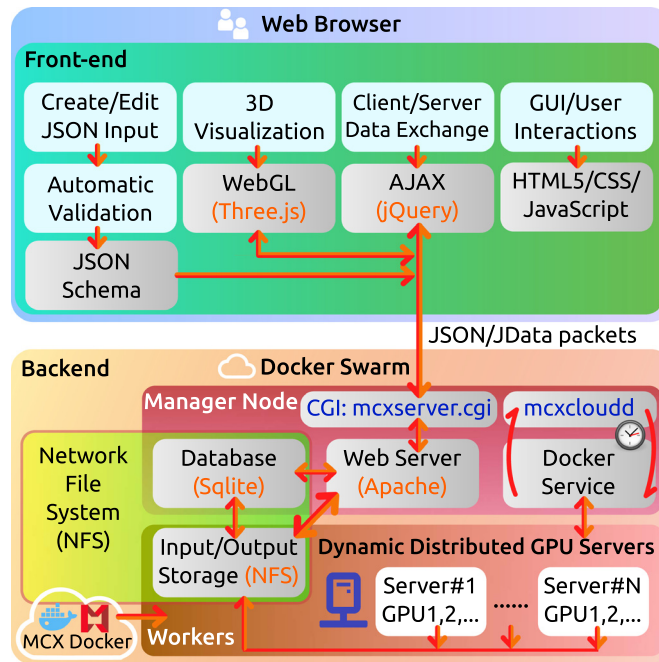 Web Browser
Front-end
Create/Edit
JSON Input
3D
Visualization
Client/Server
Data Exchange
GUI/User
Interactions
Automatic
Validation
WebGL
(Three.js)
AJAX
(jQuery)
HTML5/CSS/
JavaScript
JSON
Schema
JSON/JData packets
Backend
Docker Swarm
Manager Node
CGI: mcxserver.cgi
mcxcloudd
Network
File
System
(NFS)
Database
(Sqlite)
Web Server
(Apache)
Docker
Service
Input/Output
Storage (NFS)
Dynamic Distributed GPU Servers
Server#1
GPU1,2,...
......
Server#N
GPU1,2,...
MCX Docker
Workers